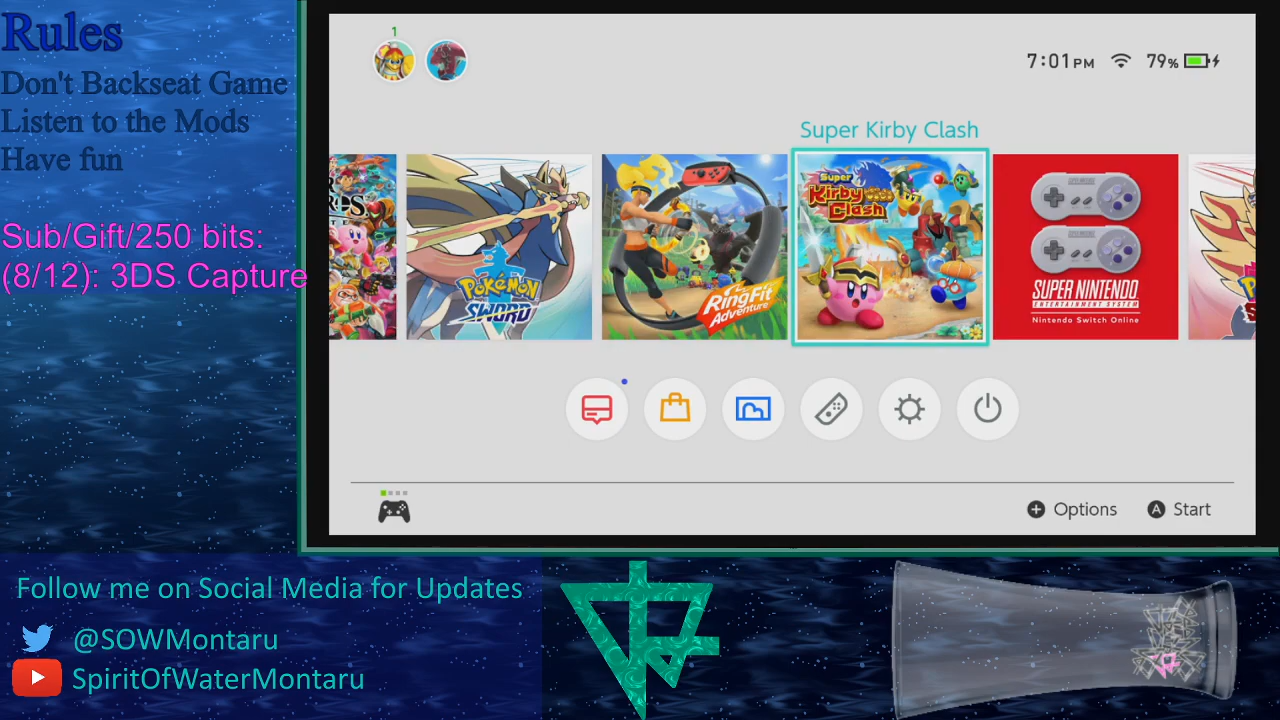 Rules
Don't Backseat Game
Listen to the Mods
Have fun
Sub/Gift/250 bits:
(8/12): 3DS Capture
1
7:01 PM 79%
Super Kirby Clash
Pokémon
SWORD
RingFit
Adventure
Super
Kirby
Clash
SUPER NINTENDO
ENTERTAINMENT SYSTEM
Nintendo Switch Online
Options
Start
Follow me on Social Media for Updates
@SOWMontaru
SpiritOfWaterMontaru